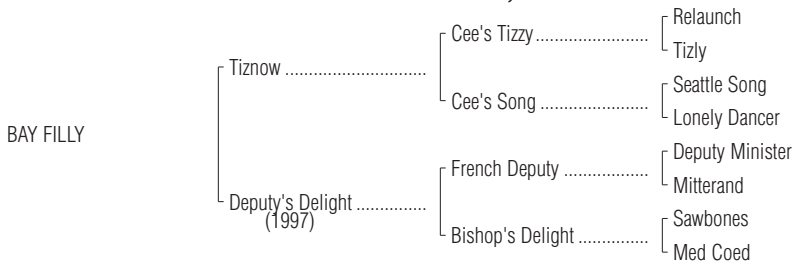 Relaunch
Cee's Tizzy........................
Tizly
Tiznow .............................
Seattle Song
Cee's Song .......................
Lonely Dancer
BAY FILLY
Deputy Minister
French Deputy ..................
Mitterand
Deputy's Delight ...............
(1997)
Sawbones
Bishop's Delight ...............
Med Coed